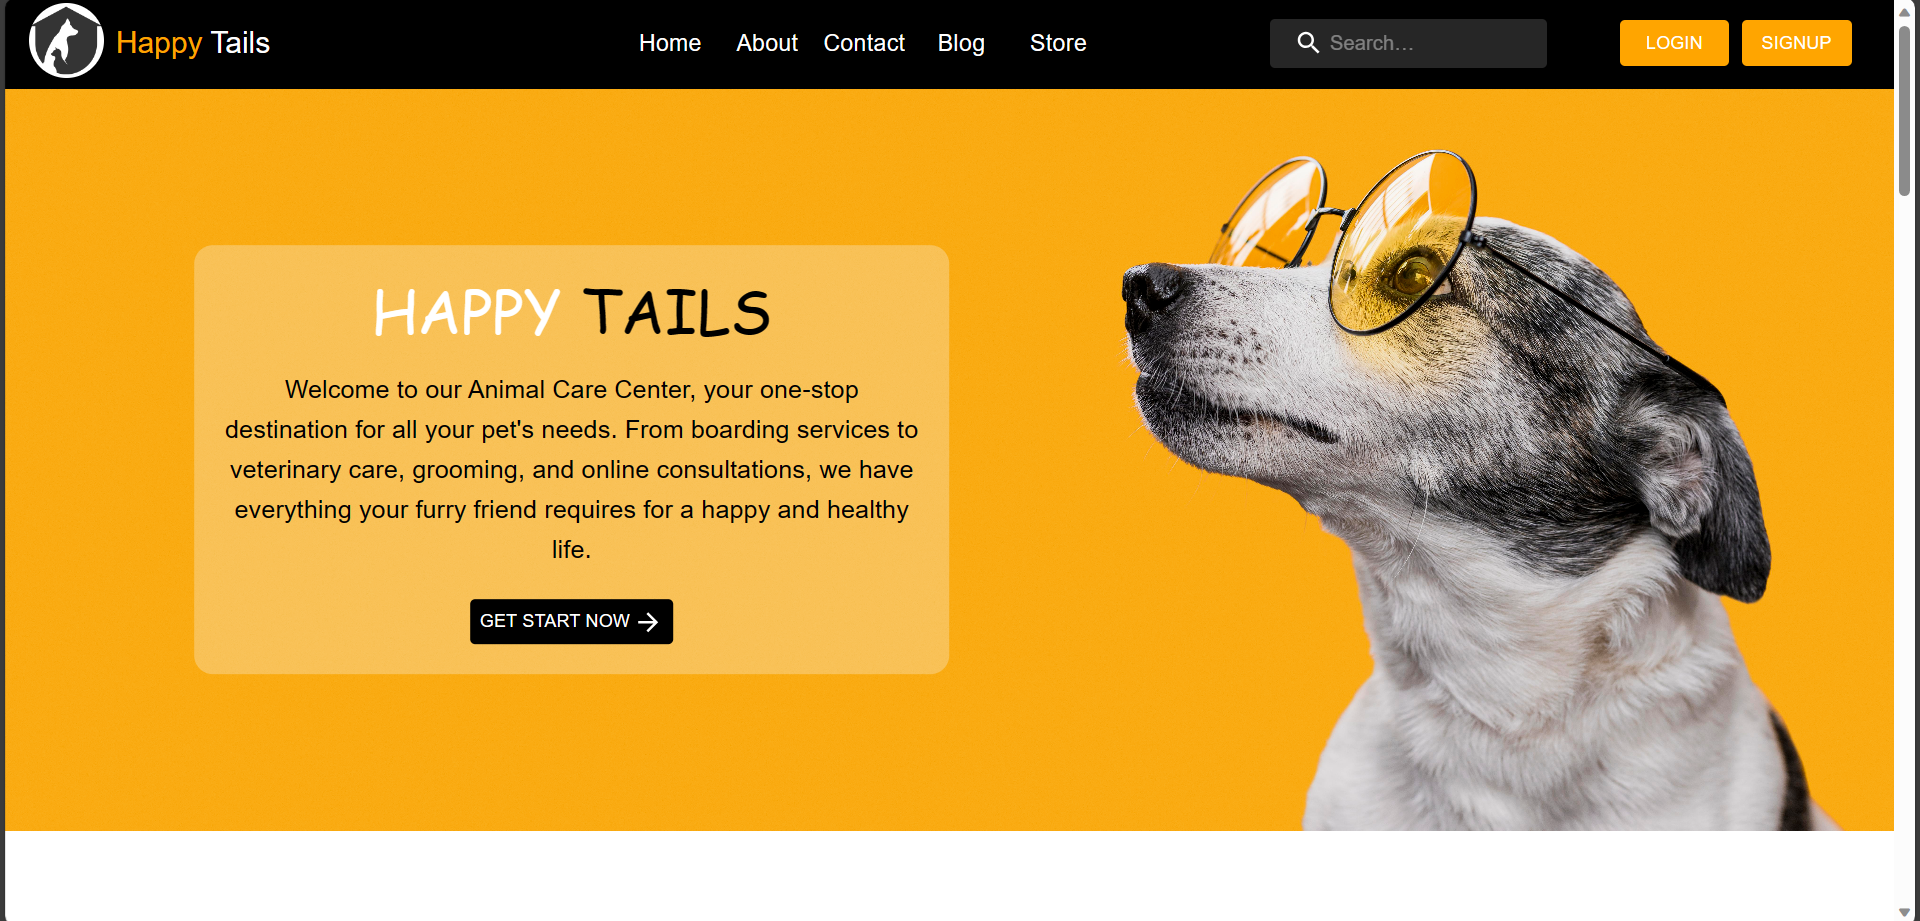 Happy Tails
Home About Contact Blog Store
Search...
LOGIN SIGNUP
HAPPY TAILS
Welcome to our Animal Care Center, your one-stop
destination for all your pet's needs. From boarding services to
veterinary care, grooming, and online consultations, we have
everything your furry friend requires for a happy and healthy
life.
GET START NOW